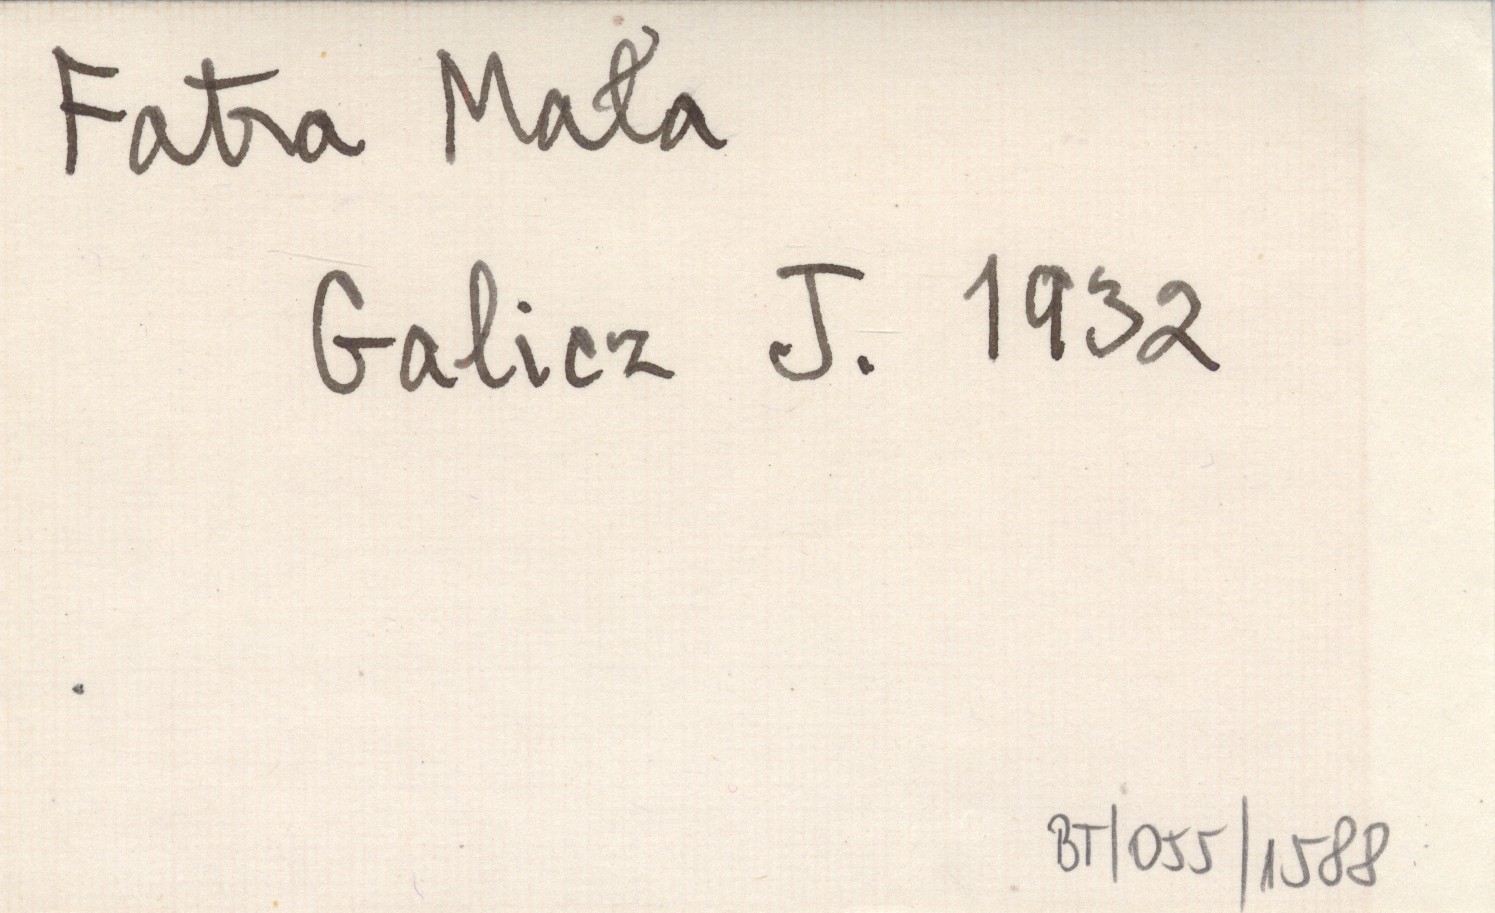 Fatra Mała
Galicz J. 1932
BT/055/1588